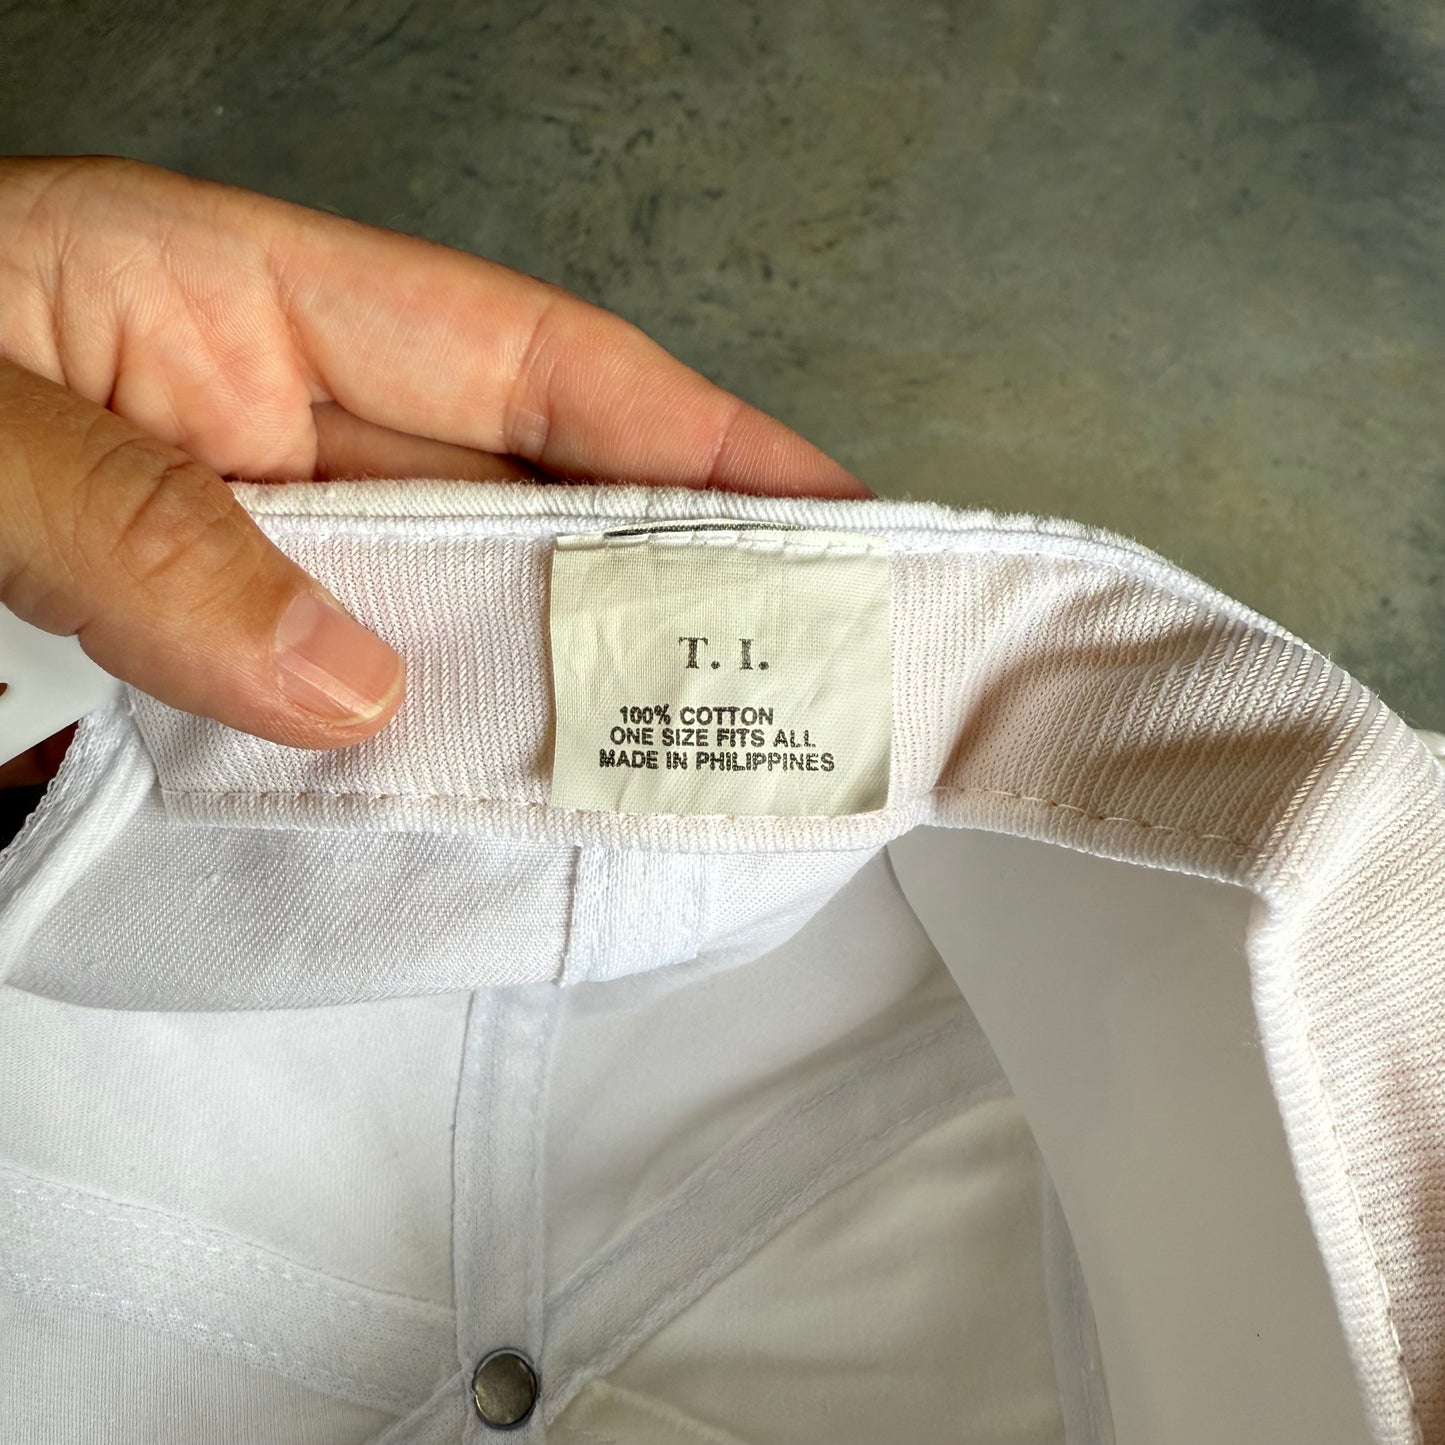 T. I.
100% COTTON
ONE SIZE FITS ALL
MADE IN PHILIPPINES